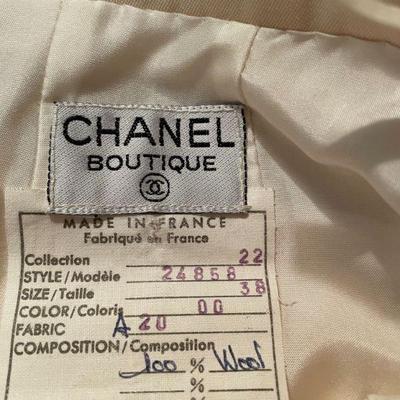 CHANEL
BOUTIQUE
MADE IN FRANCE
Fabriqué en France
Collection 22
STYLE/Modèle 24858
SIZE/Taille 38
COLOR/Coloris 00
FABRIC A 20
COMPOSITION/Composition
100 % Wool
%
%